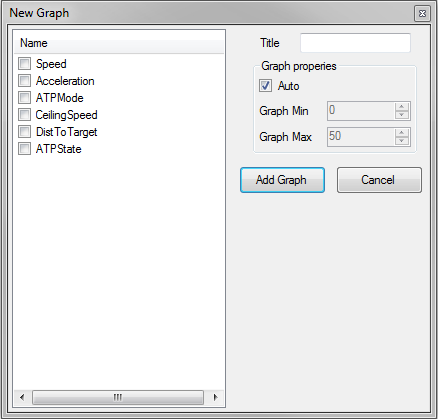 New Graph
Name
Speed
Acceleration
ATPMode
CeilingSpeed
DistToTarget
ATPState
Title
Graph properies
Auto
Graph Min 0
Graph Max 50
Add Graph Cancel